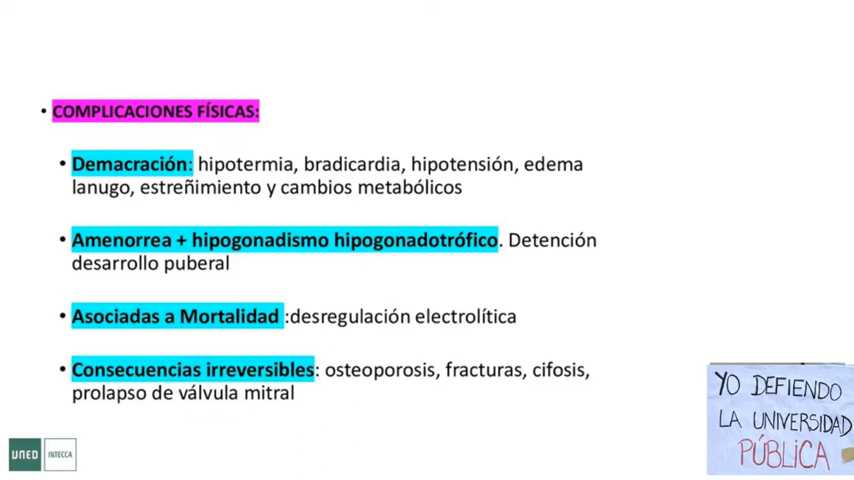 • COMPLICACIONES FÍSICAS:
• Demacración: hipotermia, bradicardia, hipotensión, edema
lanugo, estreñimiento y cambios metabólicos
• Amenorrea + hipogonadismo hipogonadotrófico. Detención
desarrollo puberal
• Asociadas a Mortalidad :desregulación electrolítica
• Consecuencias irreversibles: osteoporosis, fracturas, cifosis,
prolapso de válvula mitral
UNED INTECCA
YO DEFIENDO
LA UNIVERSIDAD
PÚBLICA